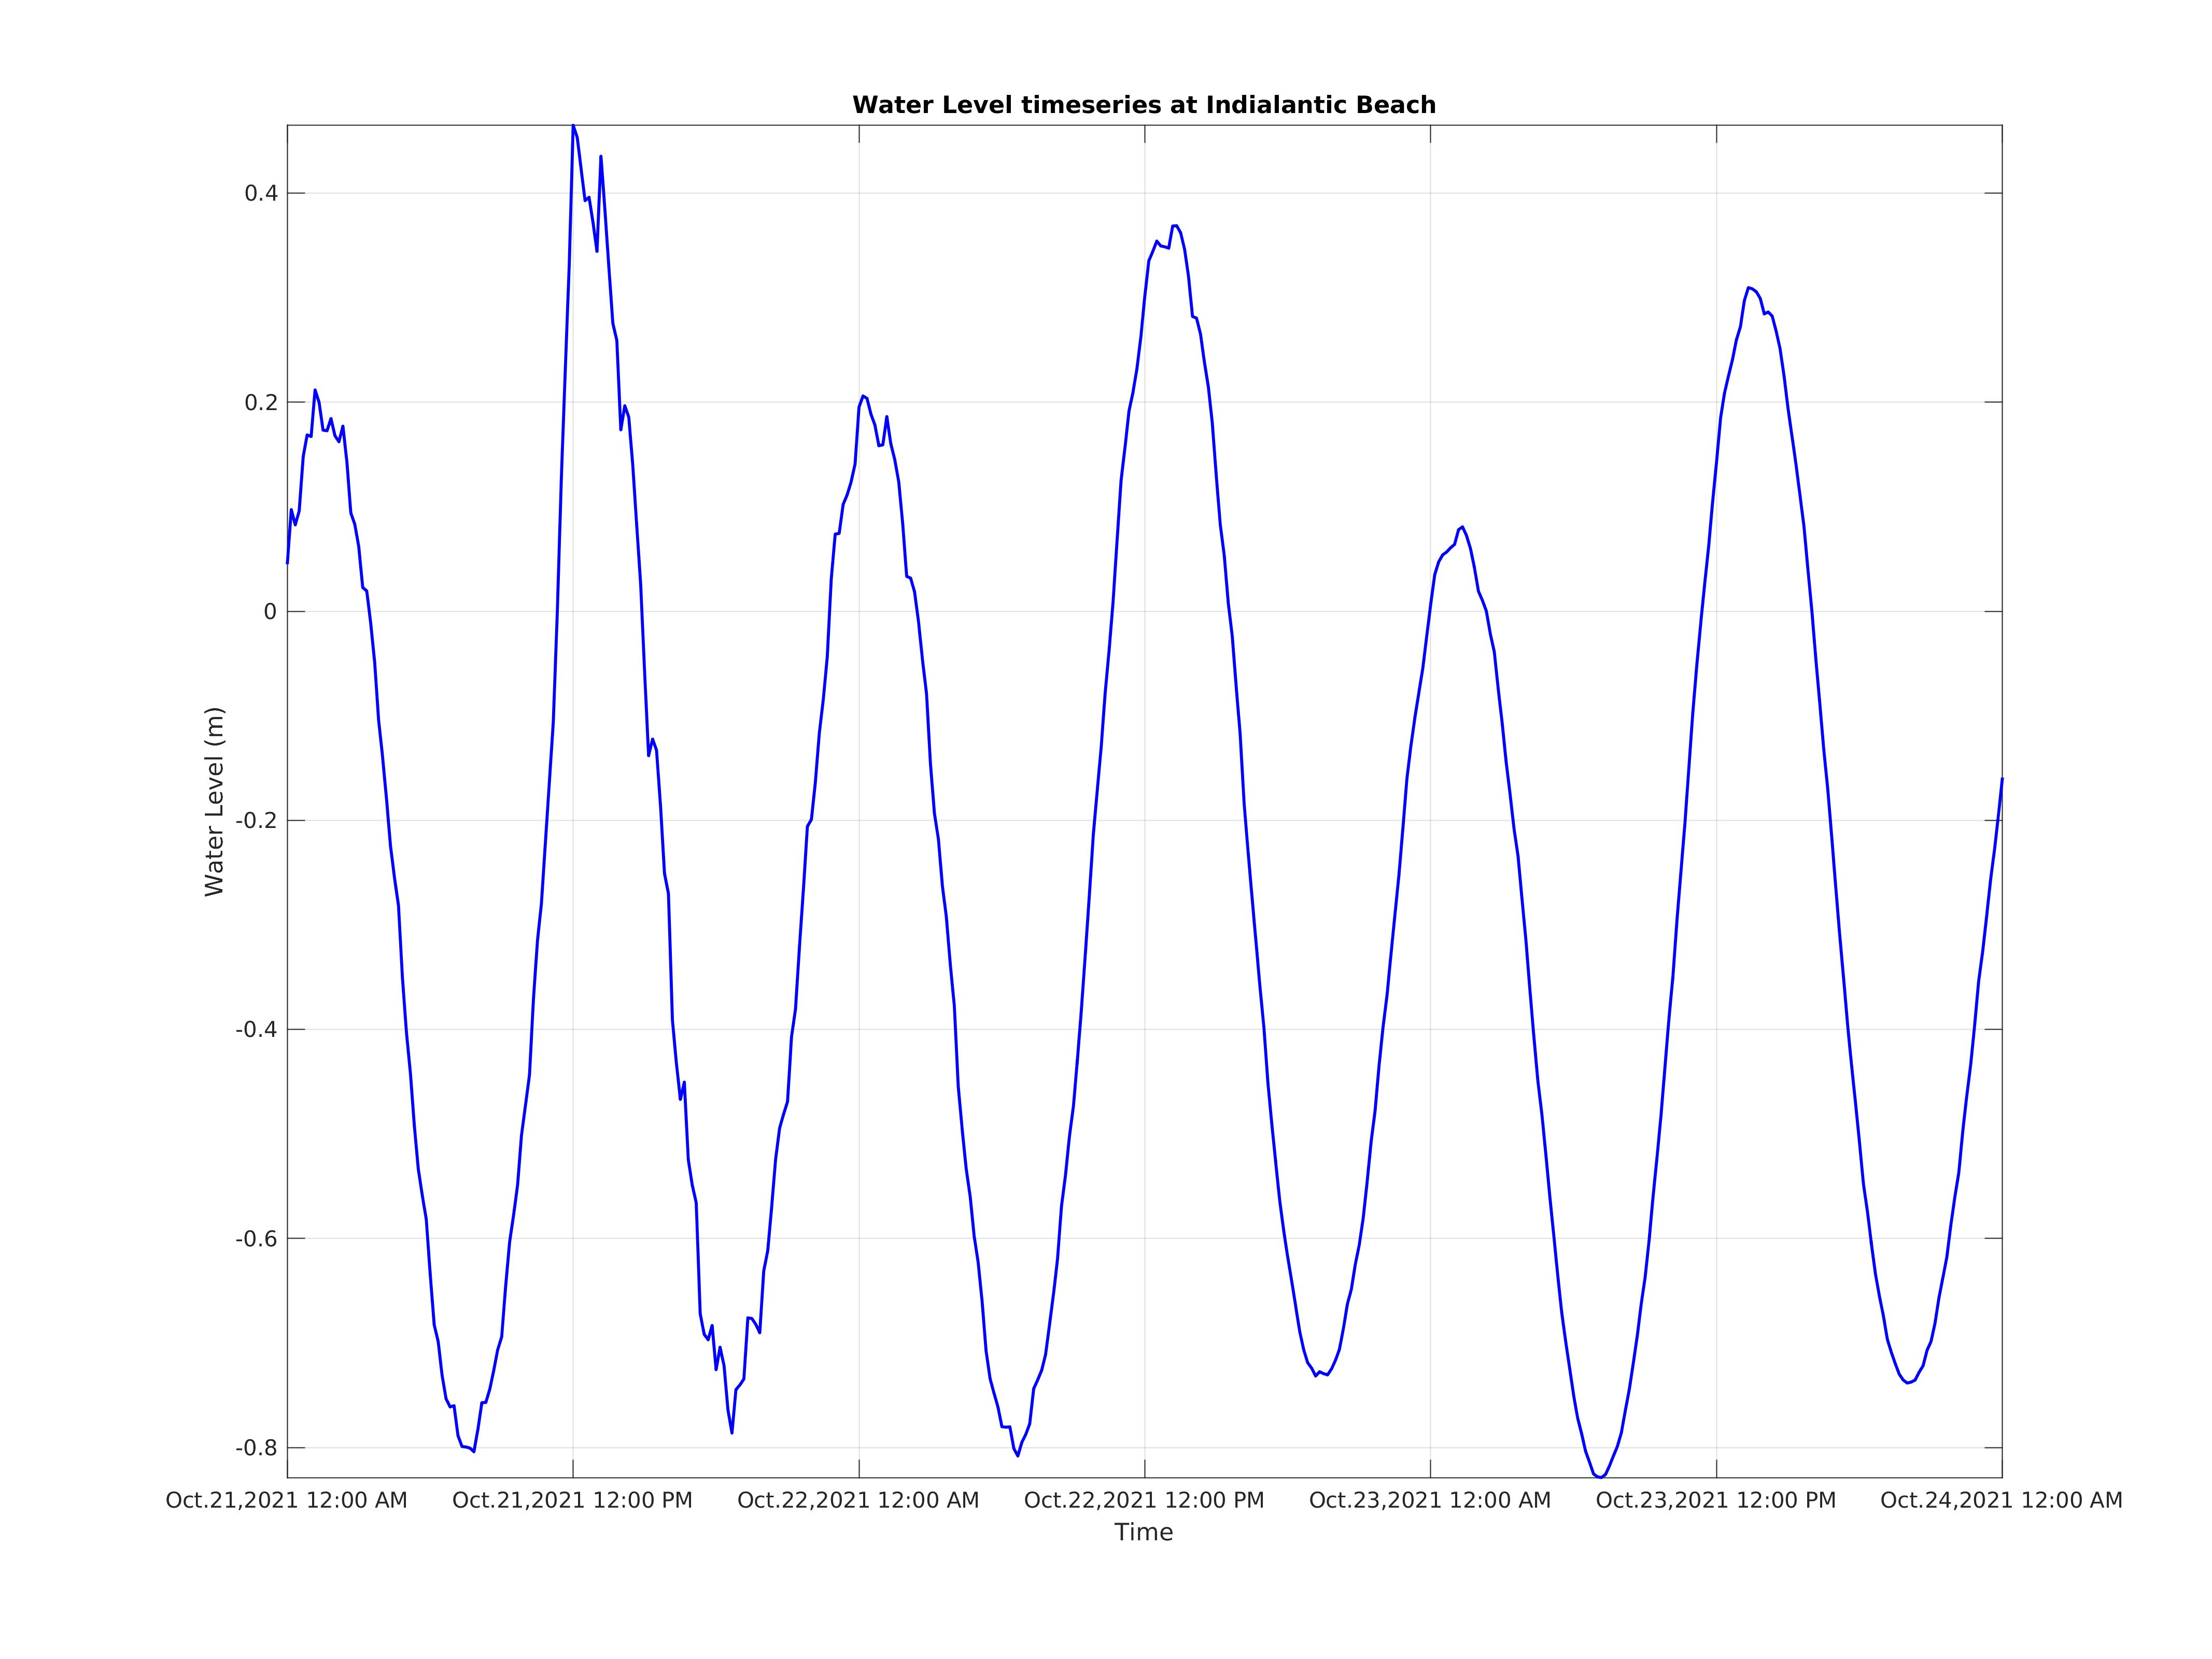 Water Level timeseries at Indialantic Beach
0.4
0.2
0
-0.2
-0.4
-0.6
-0.8
Water Level (m)
Oct.21,2021 12:00 AM
Oct.21,2021 12:00 PM
Oct.22,2021 12:00 AM
Oct.22,2021 12:00 PM
Oct.23,2021 12:00 AM
Oct.23,2021 12:00 PM
Oct.24,2021 12:00 AM
Time